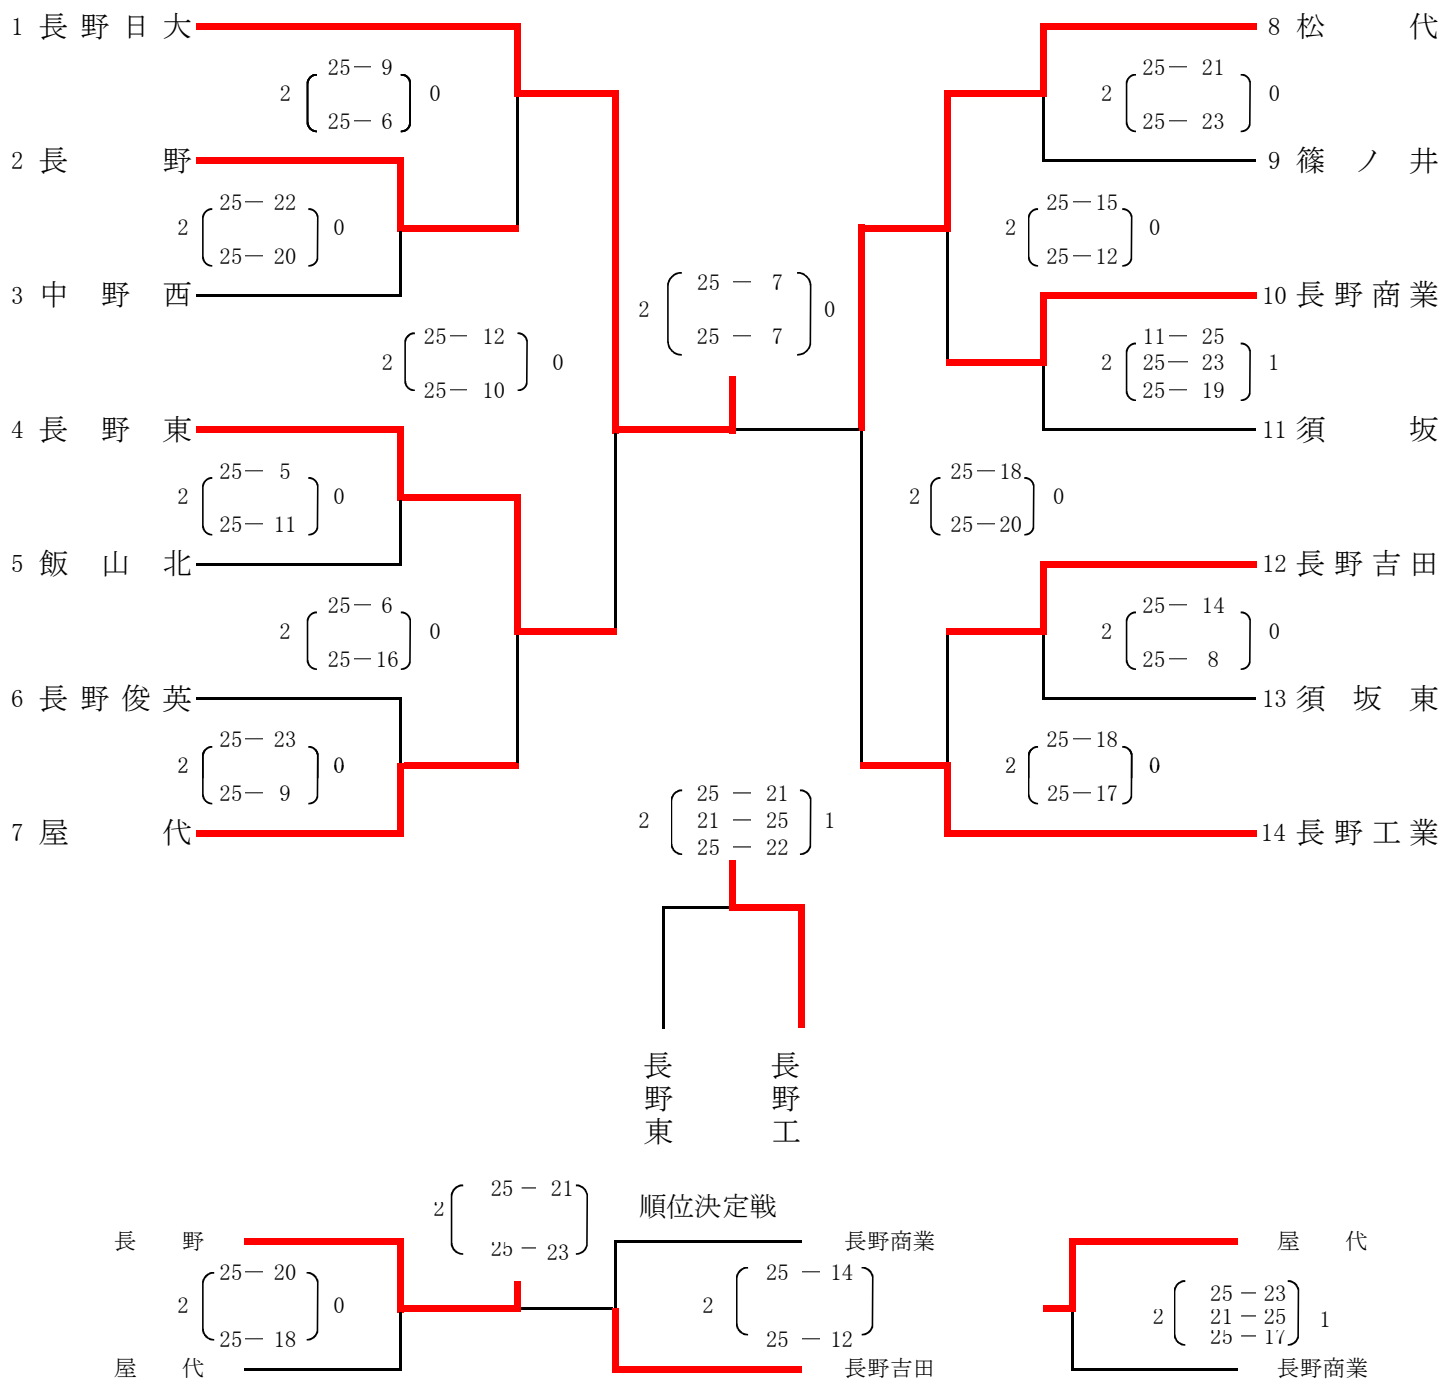 1 長野日大
8 松代
25－ 9
2 0
25－ 6
25－ 21
2 0
25－ 23
2 長野
9 篠ノ井
25－ 22
2 0
25－ 20
25－15
2 0
25－12
3 中野西
25 － 7
2 0
25 － 7
10 長野商業
25－ 12
2 0
25－ 10
11－ 25
2 25－ 23 1
25－ 19
4 長野東
11 須坂
25－ 5
2 0
25－ 11
25－18
2 0
25－20
5 飯山北
12 長野吉田
25－ 6
2 0
25－16
25－ 14
2 0
25－ 8
6 長野俊英
13 須坂東
25－ 23
2 0
25－ 9
25－18
2 0
25－17
7 屋代
25 － 21
2 21 － 25 1
25 － 22
14 長野工業
長野東
長野工
25－ 21
2
25－ 23
順位決定戦
長野
長野商業
屋代
25－ 20
2 0
25－ 18
25 － 14
2
25 － 12
25－23
2 21－25 1
25－17
屋代
長野吉田
長野商業